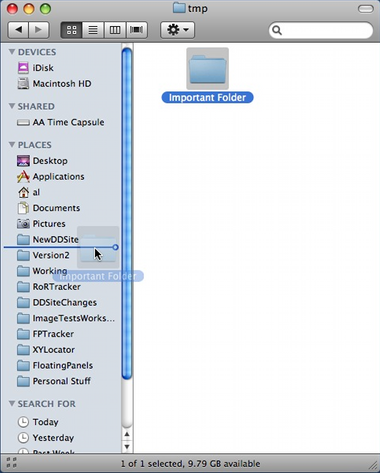 tmp
DEVICES
iDisk
Macintosh HD
SHARED
AA Time Capsule
PLACES
Desktop
Applications
al
Documents
Pictures
NewDDSite
Version2
Working
RoRTracker
DDSiteChanges
ImageTestsWorks...
FPTracker
XYLocator
FloatingPanels
Personal Stuff
SEARCH FOR
Today
Yesterday
Past Week
Important Folder
Important Folder
1 of 1 selected, 9.79 GB available